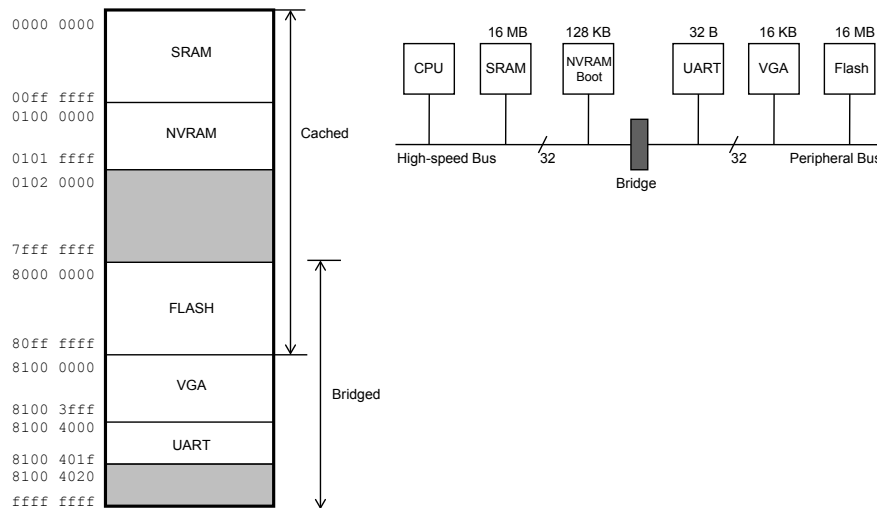 0000 0000
SRAM
00ff ffff
0100 0000
NVRAM
0101 ffff
0102 0000
7fff ffff
8000 0000
FLASH
80ff ffff
8100 0000
VGA
8100 3fff
8100 4000
UART
8100 401f
8100 4020
ffff ffff
Cached
Bridged
16 MB
128 KB
32 B
16 KB
16 MB
CPU
SRAM
NVRAM
Boot
UART
VGA
Flash
High-speed Bus
32
32
Peripheral Bus
Bridge